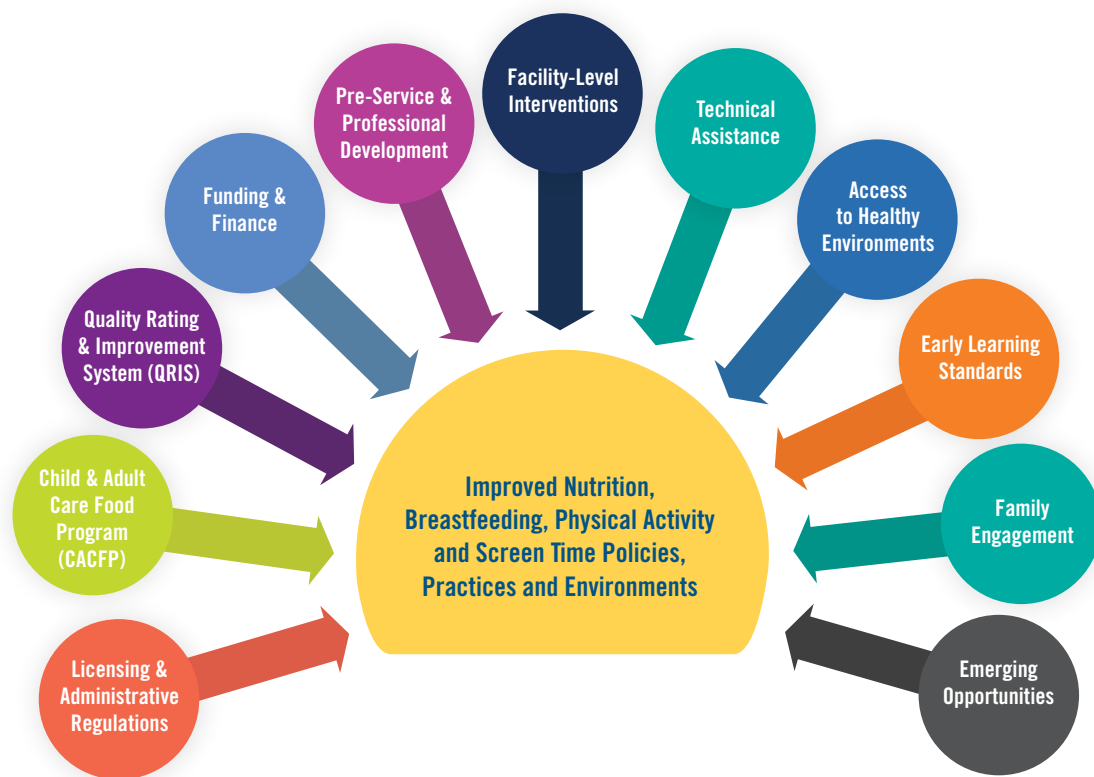 Facility-Level
Interventions
Pre-Service &
Professional
Development
Technical
Assistance
Funding &
Finance
Access
to Healthy
Environments
Quality Rating
& Improvement
System (QRIS)
Early Learning
Standards
Child & Adult
Care Food
Program
(CACFP)
Improved Nutrition,
Breastfeeding, Physical Activity
and Screen Time Policies,
Practices and Environments
Family
Engagement
Licensing &
Administrative
Regulations
Emerging
Opportunities